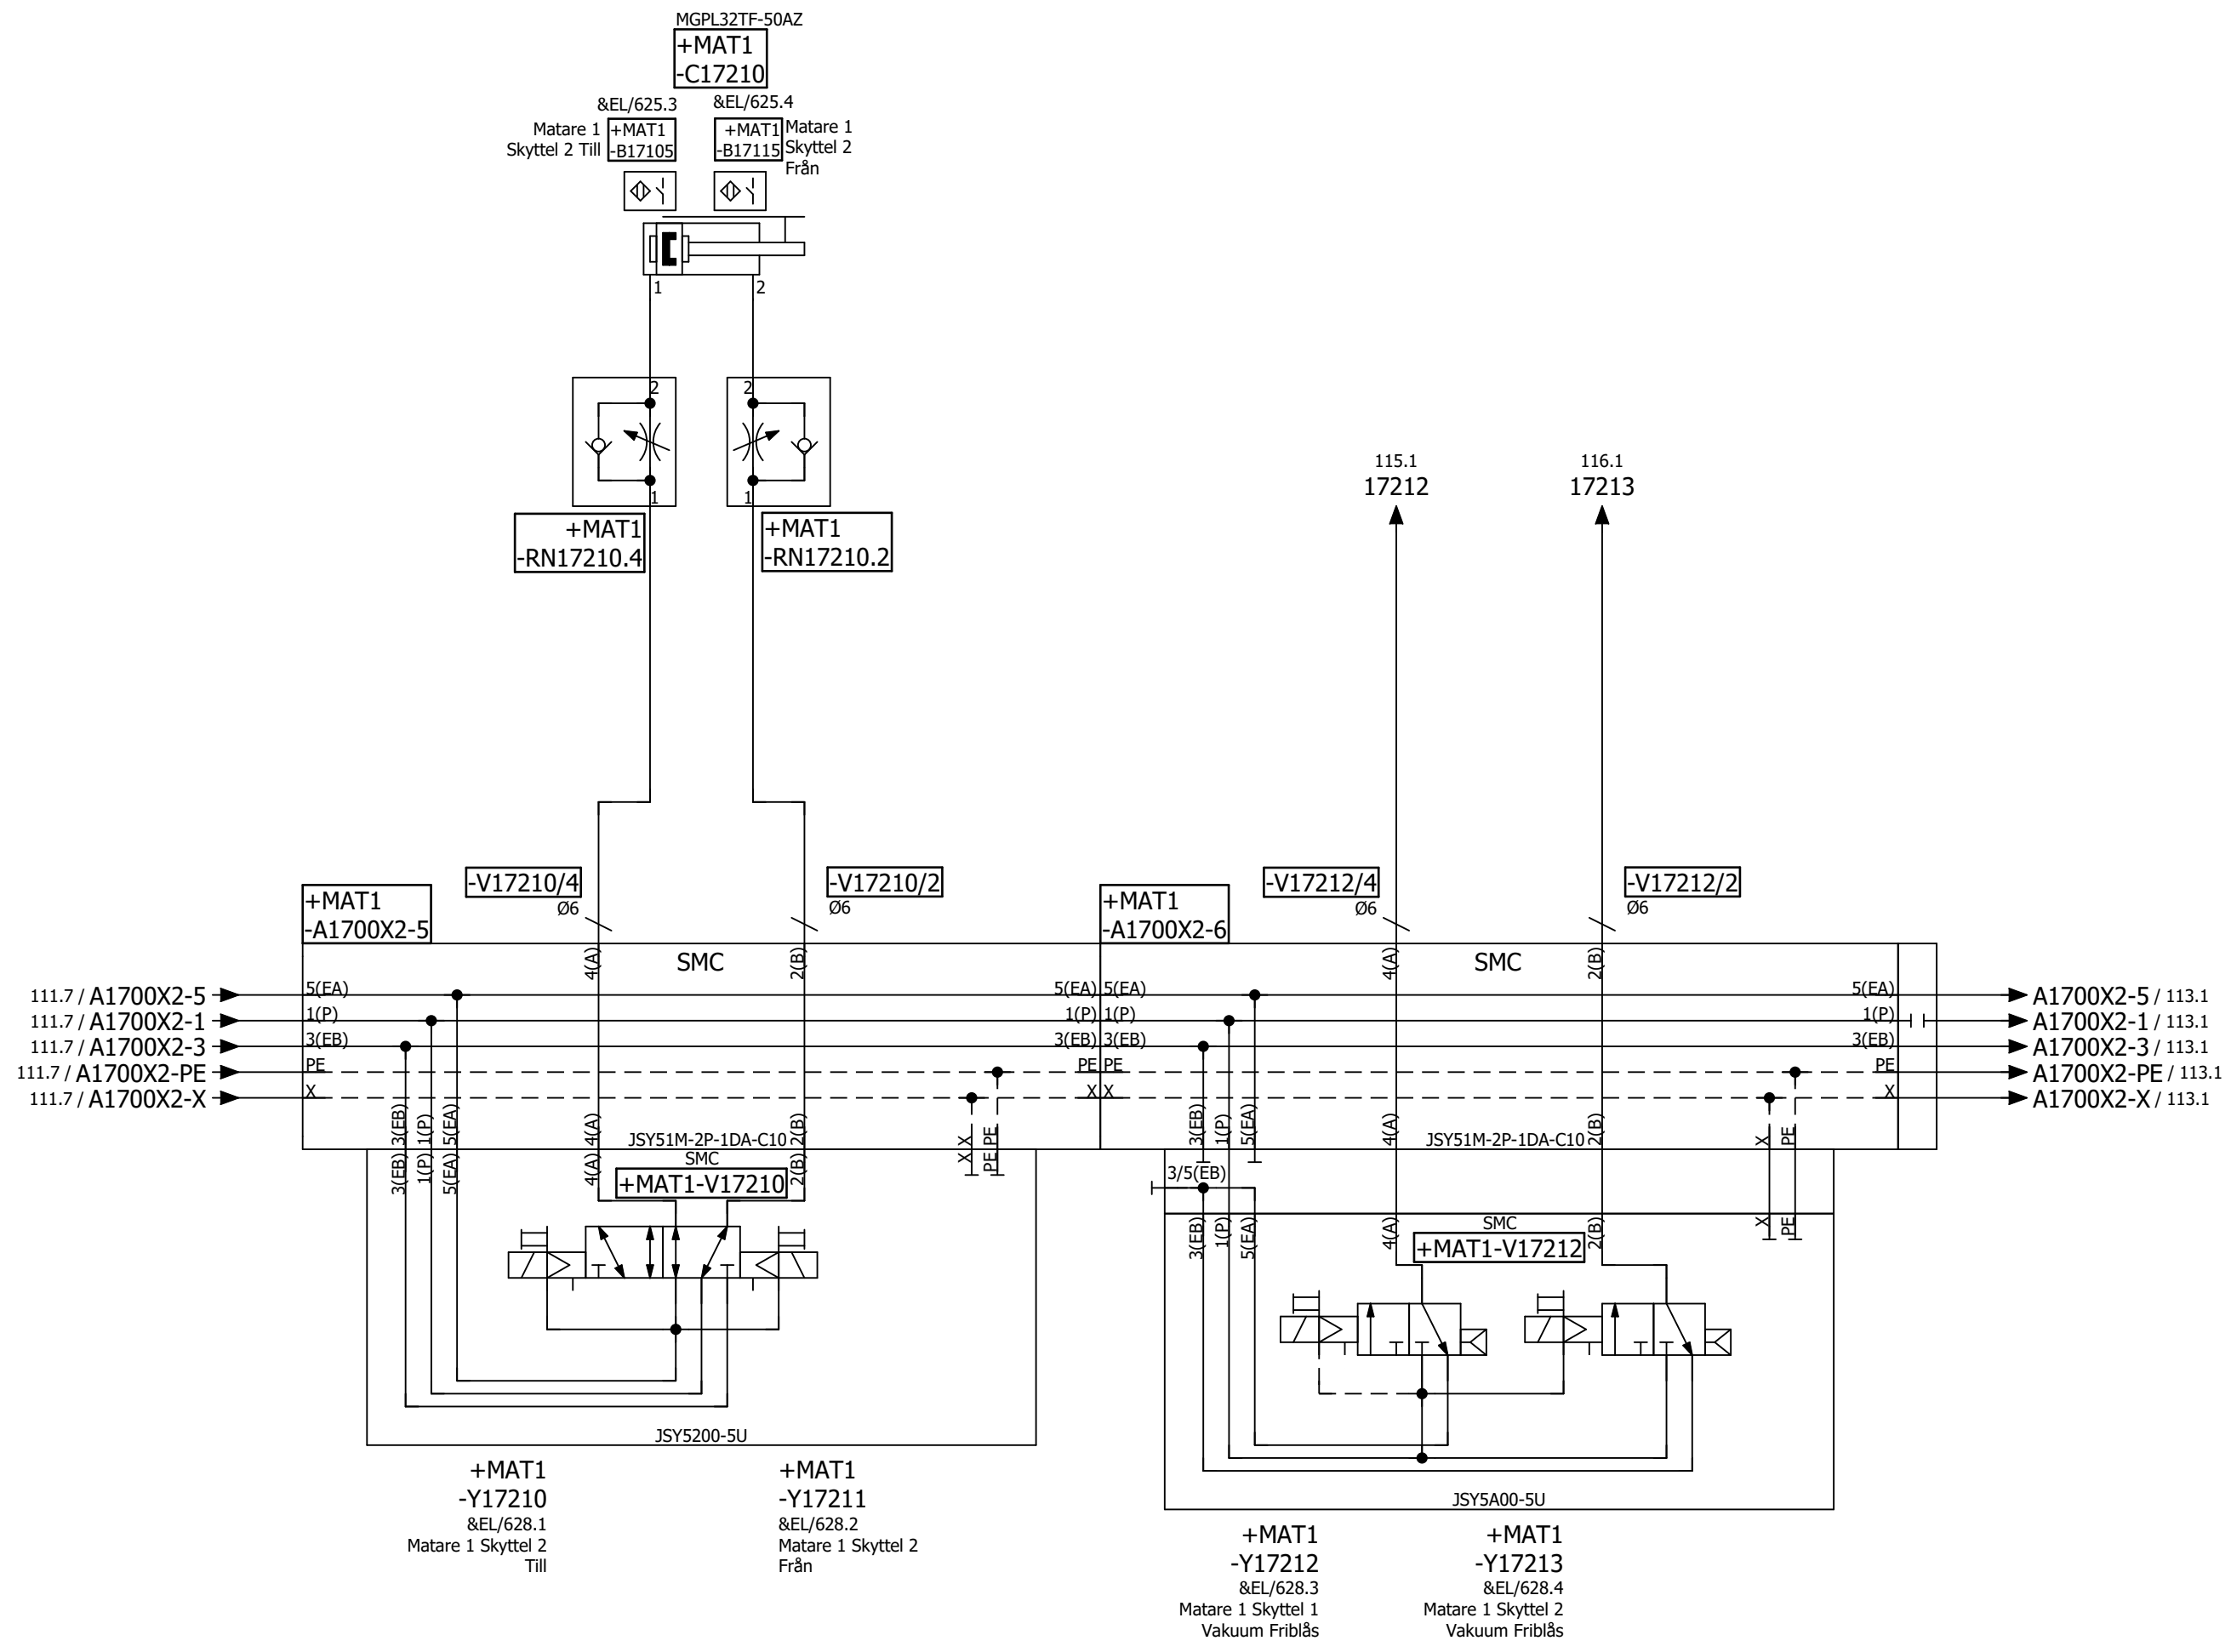 MGPL32TF-50AZ
+MAT1
-C17210
&EL/625.3
&EL/625.4
Matare 1
Skyttel 2 Till
+MAT1
-B17105
+MAT1
-B17115
Matare 1
Skyttel 2
Från
1
2
2
1
2
1
+MAT1
-RN17210.4
+MAT1
-RN17210.2
115.1
17212
116.1
17213
+MAT1
-A1700X2-5
-V17210/4
Ø6
-V17210/2
Ø6
+MAT1
-A1700X2-6
-V17212/4
Ø6
-V17212/2
Ø6
4(A)
SMC
2(B)
4(A)
SMC
2(B)
111.7 / A1700X2-5
5(EA)
5(EA)
5(EA)
5(EA)
A1700X2-5 / 113.1
111.7 / A1700X2-1
1(P)
1(P)
1(P)
1(P)
A1700X2-1 / 113.1
111.7 / A1700X2-3
3(EB)
3(EB)
3(EB)
3(EB)
A1700X2-3 / 113.1
111.7 / A1700X2-PE
PE
PE
PE
PE
A1700X2-PE / 113.1
111.7 / A1700X2-X
X
X
X
X
A1700X2-X / 113.1
3(EB)
1(P)
5(EA)
4(A)
JSY51M-2P-1DA-C10
2(B)
X
PE
3(EB)
1(P)
5(EA)
4(A)
JSY51M-2P-1DA-C10
2(B)
X
PE
3(EB)
1(P)
5(EA)
4(A)
SMC
+MAT1-V17210
2(B)
X
PE
3/5(EB)
3(EB)
1(P)
5(EA)
4(A)
SMC
+MAT1-V17212
2(B)
X
PE
JSY5200-5U
+MAT1
-Y17210
&EL/628.1
Matare 1 Skyttel 2
Till
+MAT1
-Y17211
&EL/628.2
Matare 1 Skyttel 2
Från
JSY5A00-5U
+MAT1
-Y17212
&EL/628.3
Matare 1 Skyttel 1
Vakuum Friblås
+MAT1
-Y17213
&EL/628.4
Matare 1 Skyttel 2
Vakuum Friblås